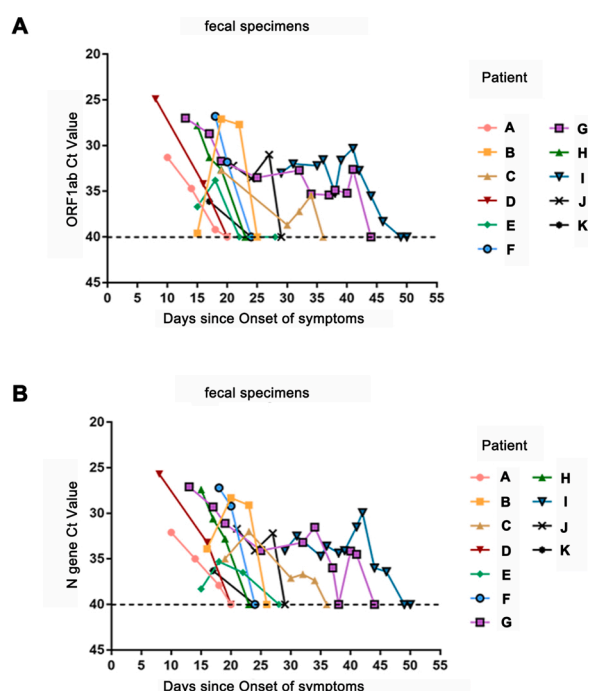 A
fecal specimens
ORF1ab Ct Value
20
25
30
35
40
45
0 5 10 15 20 25 30 35 40 45 50 55
Days since Onset of symptoms
Patient
A G
B H
C I
D J
E K
F
B
fecal specimens
N gene Ct Value
20
25
30
35
40
45
0 5 10 15 20 25 30 35 40 45 50 55
Days since Onset of symptoms
Patient
A H
B I
C J
D K
E
F
G